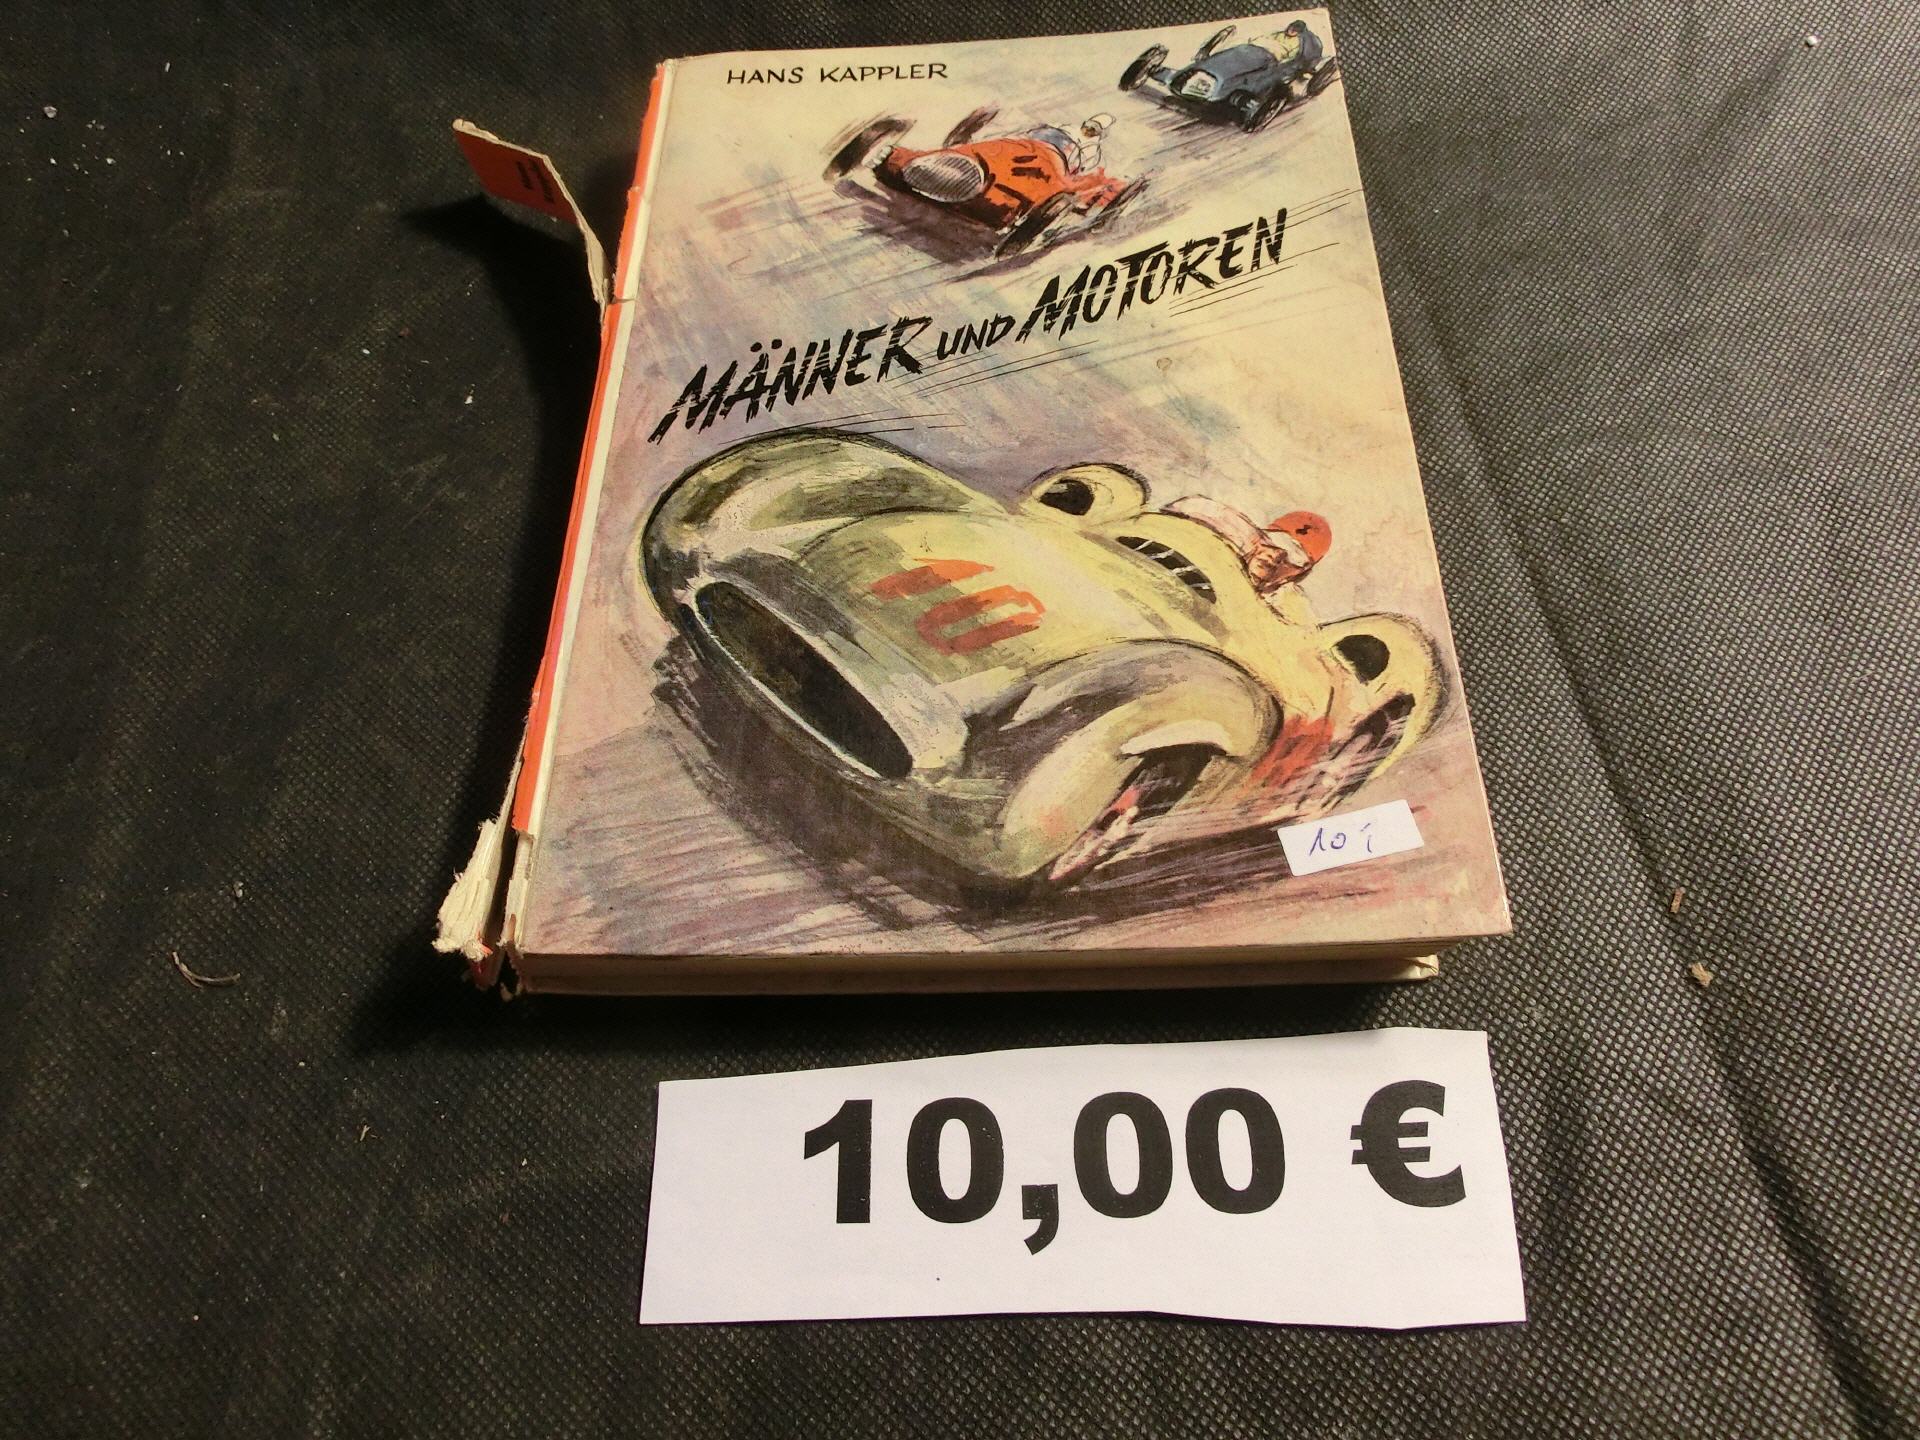 HANS KAPPLER
MÄNNER UND MOTOREN
10
10,00 €